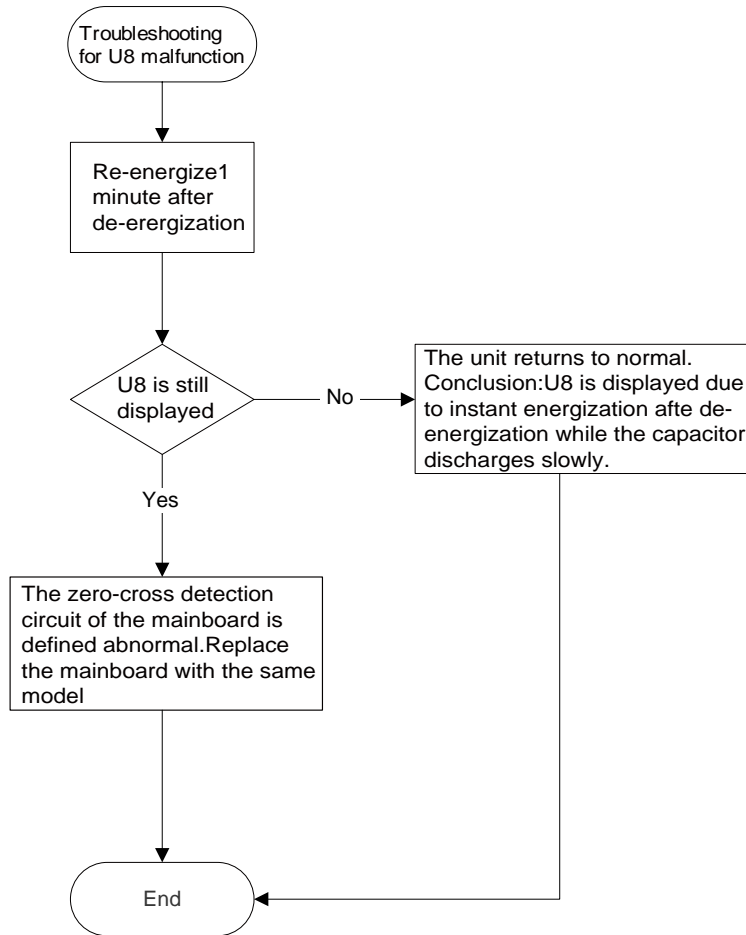 Troubleshooting
for U8 malfunction
Re-energize1
minute after
de-erergization
U8 is still
displayed
No
The unit returns to normal.
Conclusion:U8 is displayed due
to instant energization afte de-
energization while the capacitor
discharges slowly.
Yes
The zero-cross detection
circuit of the mainboard is
defined abnormal.Replace
the mainboard with the same
model
End